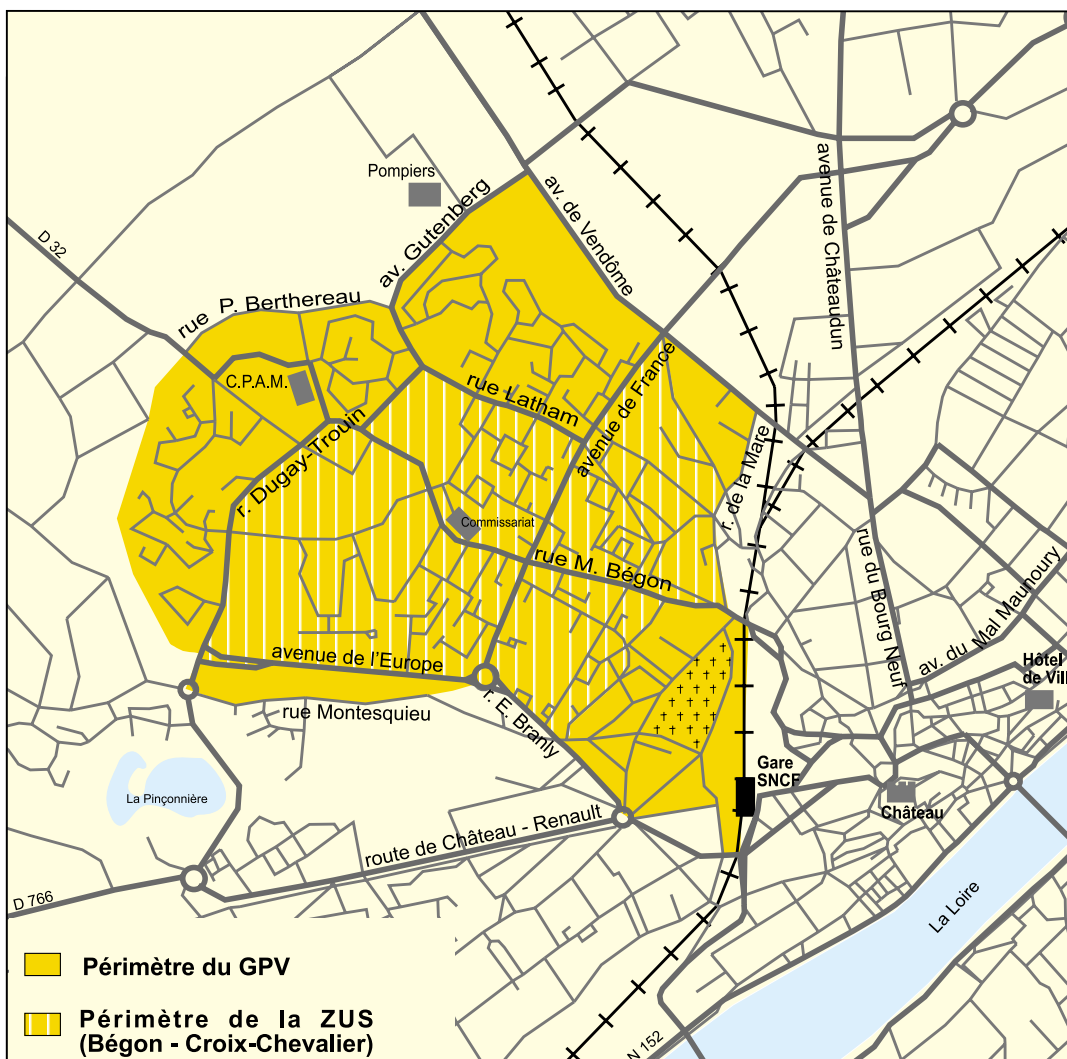 Pompiers
av. Gutenberg
av. de Vendôme
avenue de Châteaudun
D 32
rue P. Berthereau
C.P.A.M.
rue Latham
avenue de France
r. Dugay-Trouin
r. de la Mare
Commissariat
rue M. Bégon
rue du Bourg Neuf
av. du Mal Maunoury
avenue de l'Europe
Hôtel
de Vill
rue Montesquieu
r. E. Branly
Gare
SNCF
La Pinçonnière
Château
route de Château - Renault
D 766
La Loire
N 152
Périmètre du GPV
Périmètre de la ZUS
(Bégon - Croix-Chevalier)